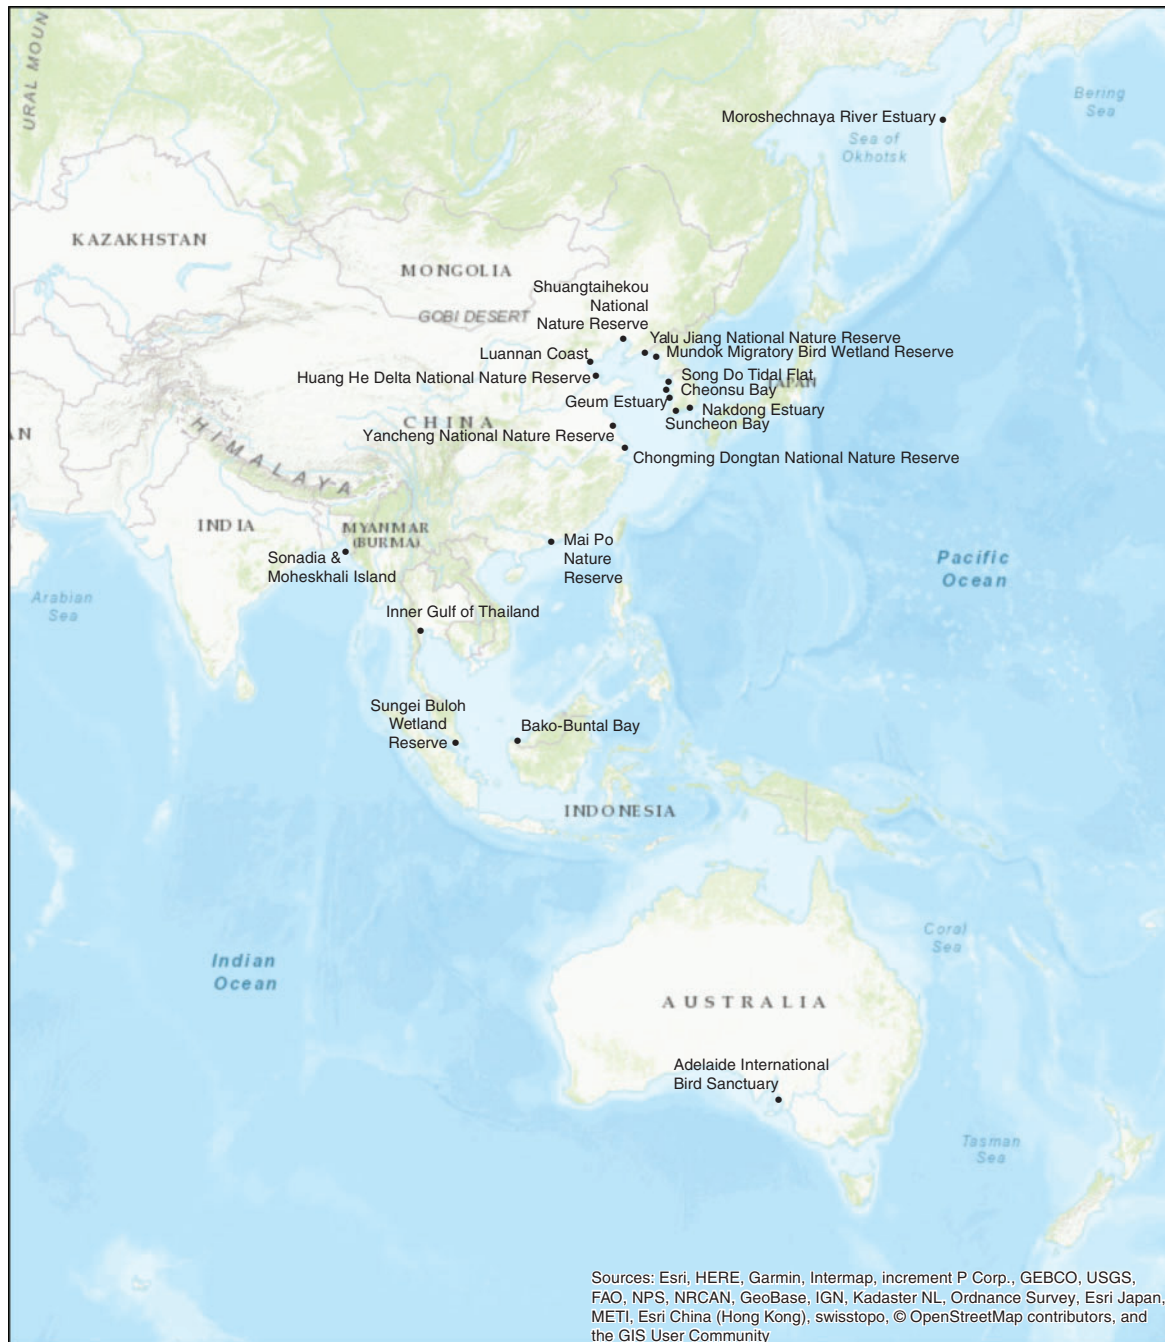 URAL MOUN
Bering
Sea
Moroshechnaya River Estuary
Sea of
Okhotsk
KAZAKHSTAN
MONGOLIA
Shuangtaihekou
National
Nature Reserve
GOBI DESERT
Yalu Jiang National Nature Reserve
Luannan Coast
Mundok Migratory Bird Wetland Reserve
Huang He Delta National Nature Reserve
Song Do Tidal Flat
Cheonsu Bay
Geum Estuary
Nakdong Estuary
CHINA
Suncheon Bay
AN
Yancheng National Nature Reserve
HIMALAYA
Chongming Dongtan National Nature Reserve
INDIA
MYANMAR
(BURMA)
Mai Po
Nature
Reserve
Sonadia &
Moheskhali Island
Pacific
Ocean
Arabian
Sea
Inner Gulf of Thailand
Sungei Buloh
Wetland
Reserve
Bako-Buntal Bay
INDONESIA
Coral
Sea
Indian
Ocean
AUSTRALIA
Adelaide International
Bird Sanctuary
Tasman
Sea
Sources: Esri, HERE, Garmin, Intermap, increment P Corp., GEBCO, USGS,
FAO, NPS, NRCAN, GeoBase, IGN, Kadaster NL, Ordnance Survey, Esri Japan,
METI, Esri China (Hong Kong), swisstopo, © OpenStreetMap contributors, and
the GIS User Community